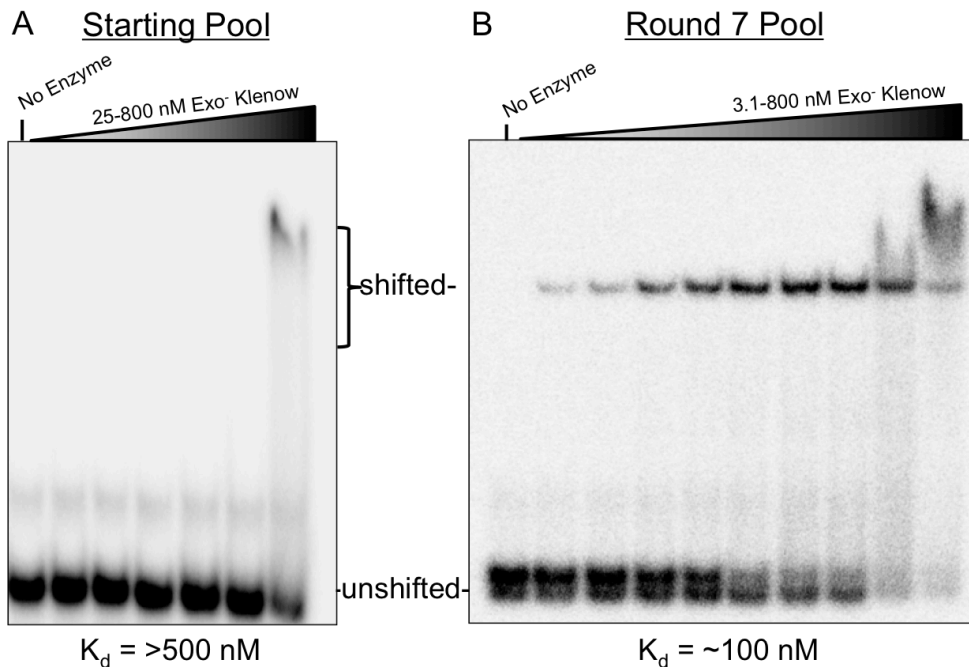 A Starting Pool
No Enzyme
25-800 nM Exo⁻ Klenow
shifted-
-unshifted-
K_d = >500 nM
B Round 7 Pool
No Enzyme
3.1-800 nM Exo⁻ Klenow
K_d = ~100 nM